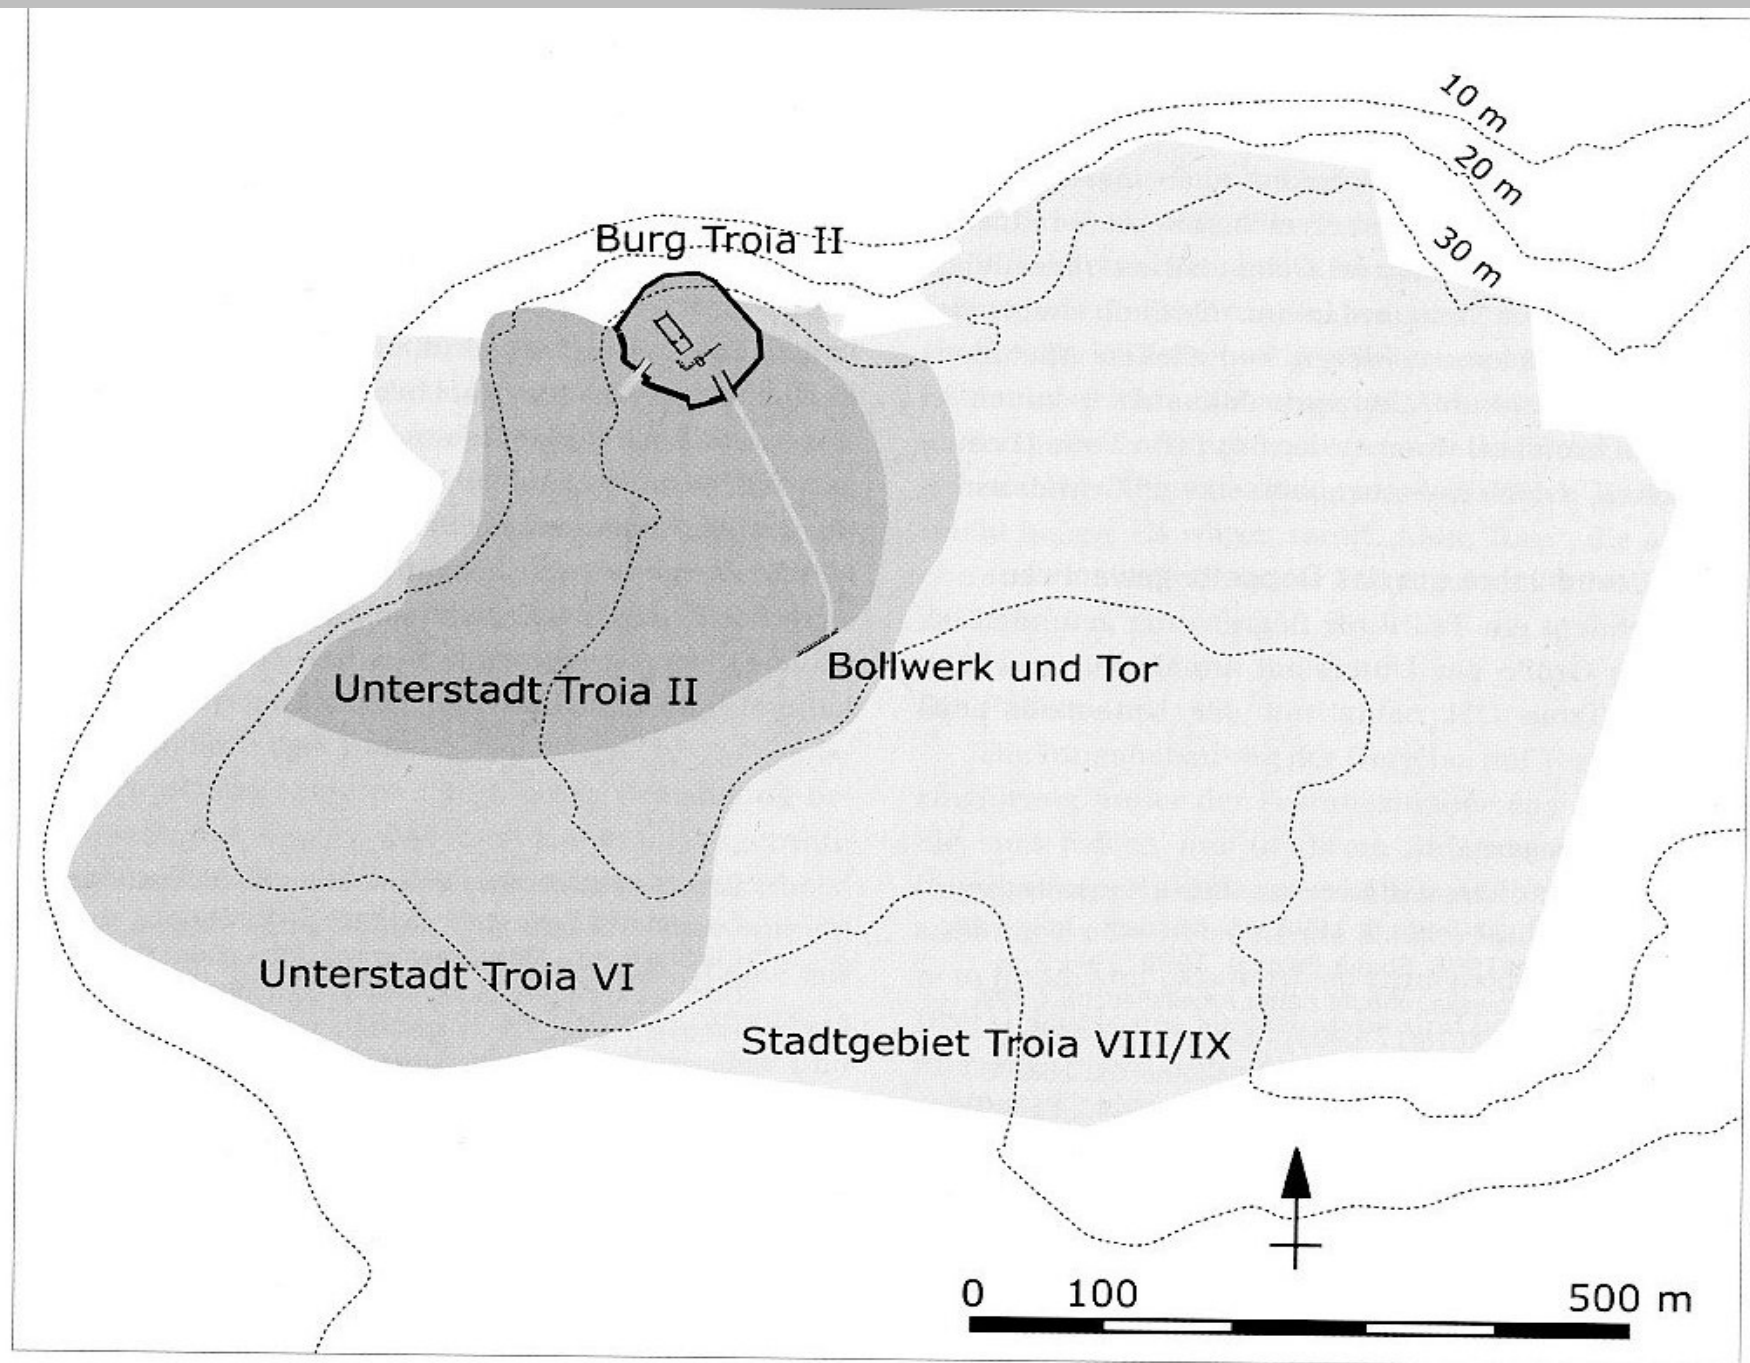 10 m
20 m
30 m
Burg Troia II
Unterstadt Troia II
Bollwerk und Tor
Unterstadt Troia VI
Stadtgebiet Troia VIII/IX
0 100 500 m